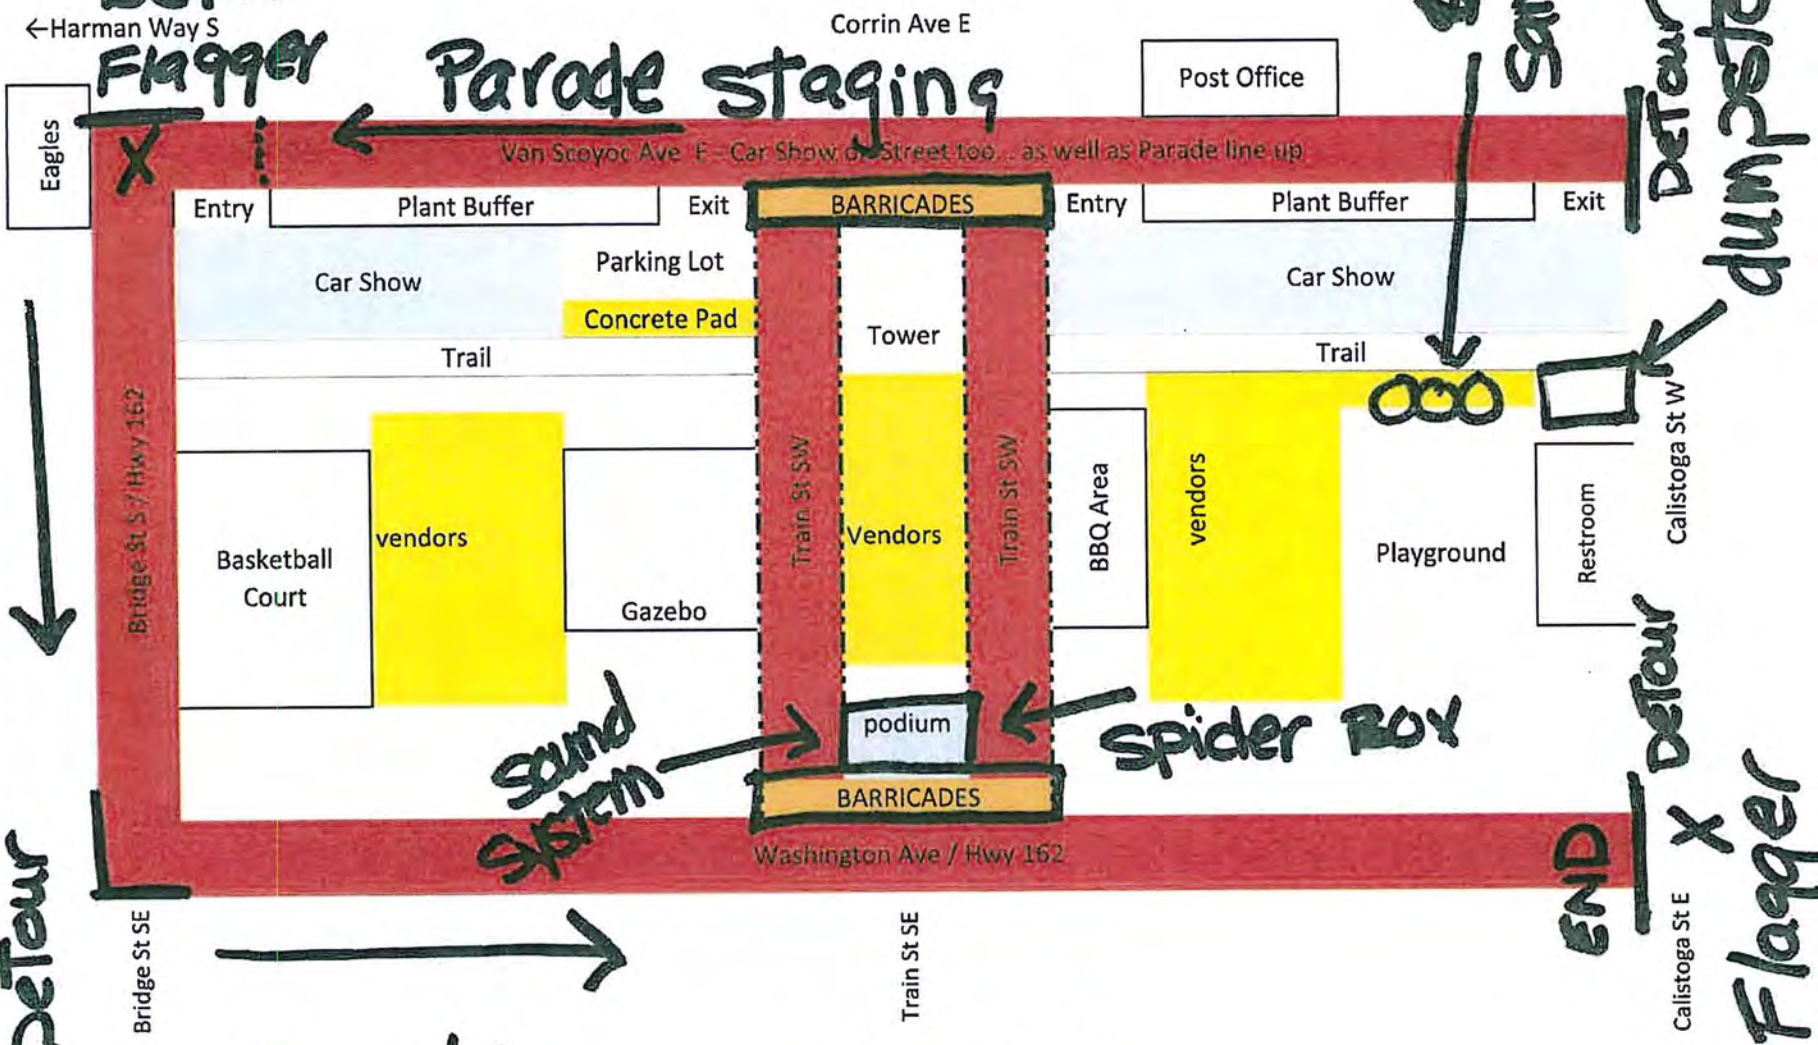 ←Harman Way S
Corrin Ave E
Flagger
Parade staging
Post Office
DeTour
dumpster
Eagles
X
Van Scoyoc Ave E - Car Show on Street too... as well as Parade line up
Entry
Plant Buffer
Exit
BARRICADES
Entry
Plant Buffer
Exit
Car Show
Parking Lot
Concrete Pad
Tower
Car Show
Trail
Trail
Bridge St S / Hwy 162
Basketball
Court
vendors
Gazebo
Train St SW
Vendors
Train St SW
BBQ Area
vendors
Playground
Restroom
Calistoga St W
Sound
System
podium
Spider Box
DeTour
BARRICADES
Washington Ave / Hwy 162
END
X
Flagger
DeTour
Bridge St SE
Train St SE
Calistoga St E